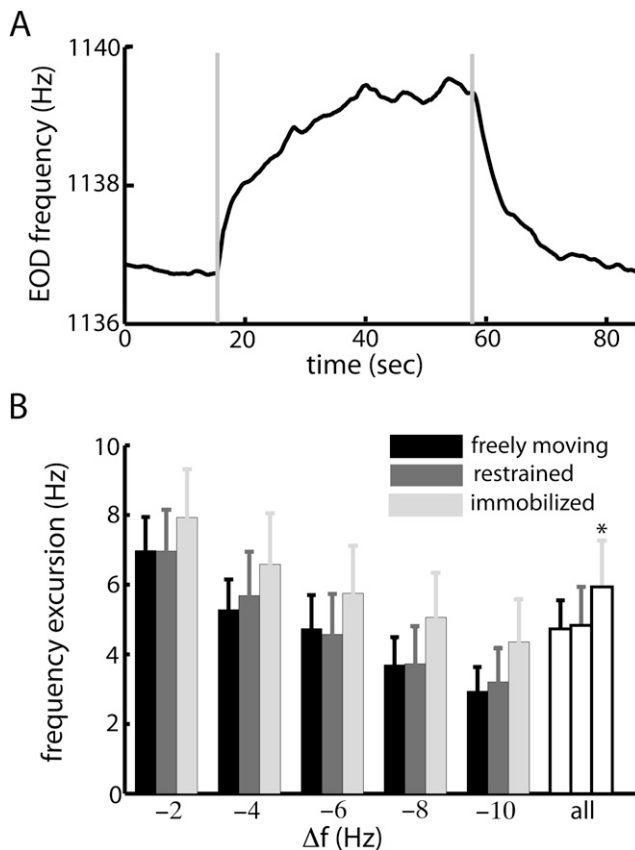 A
1140
1138
1136
EOD frequency (Hz)
0 20 40 60 80
time (sec)
B
10
8
6
4
2
0
frequency excursion (Hz)
freely moving
restrained
immobilized
*
−2 −4 −6 −8 −10 all
Δf (Hz)